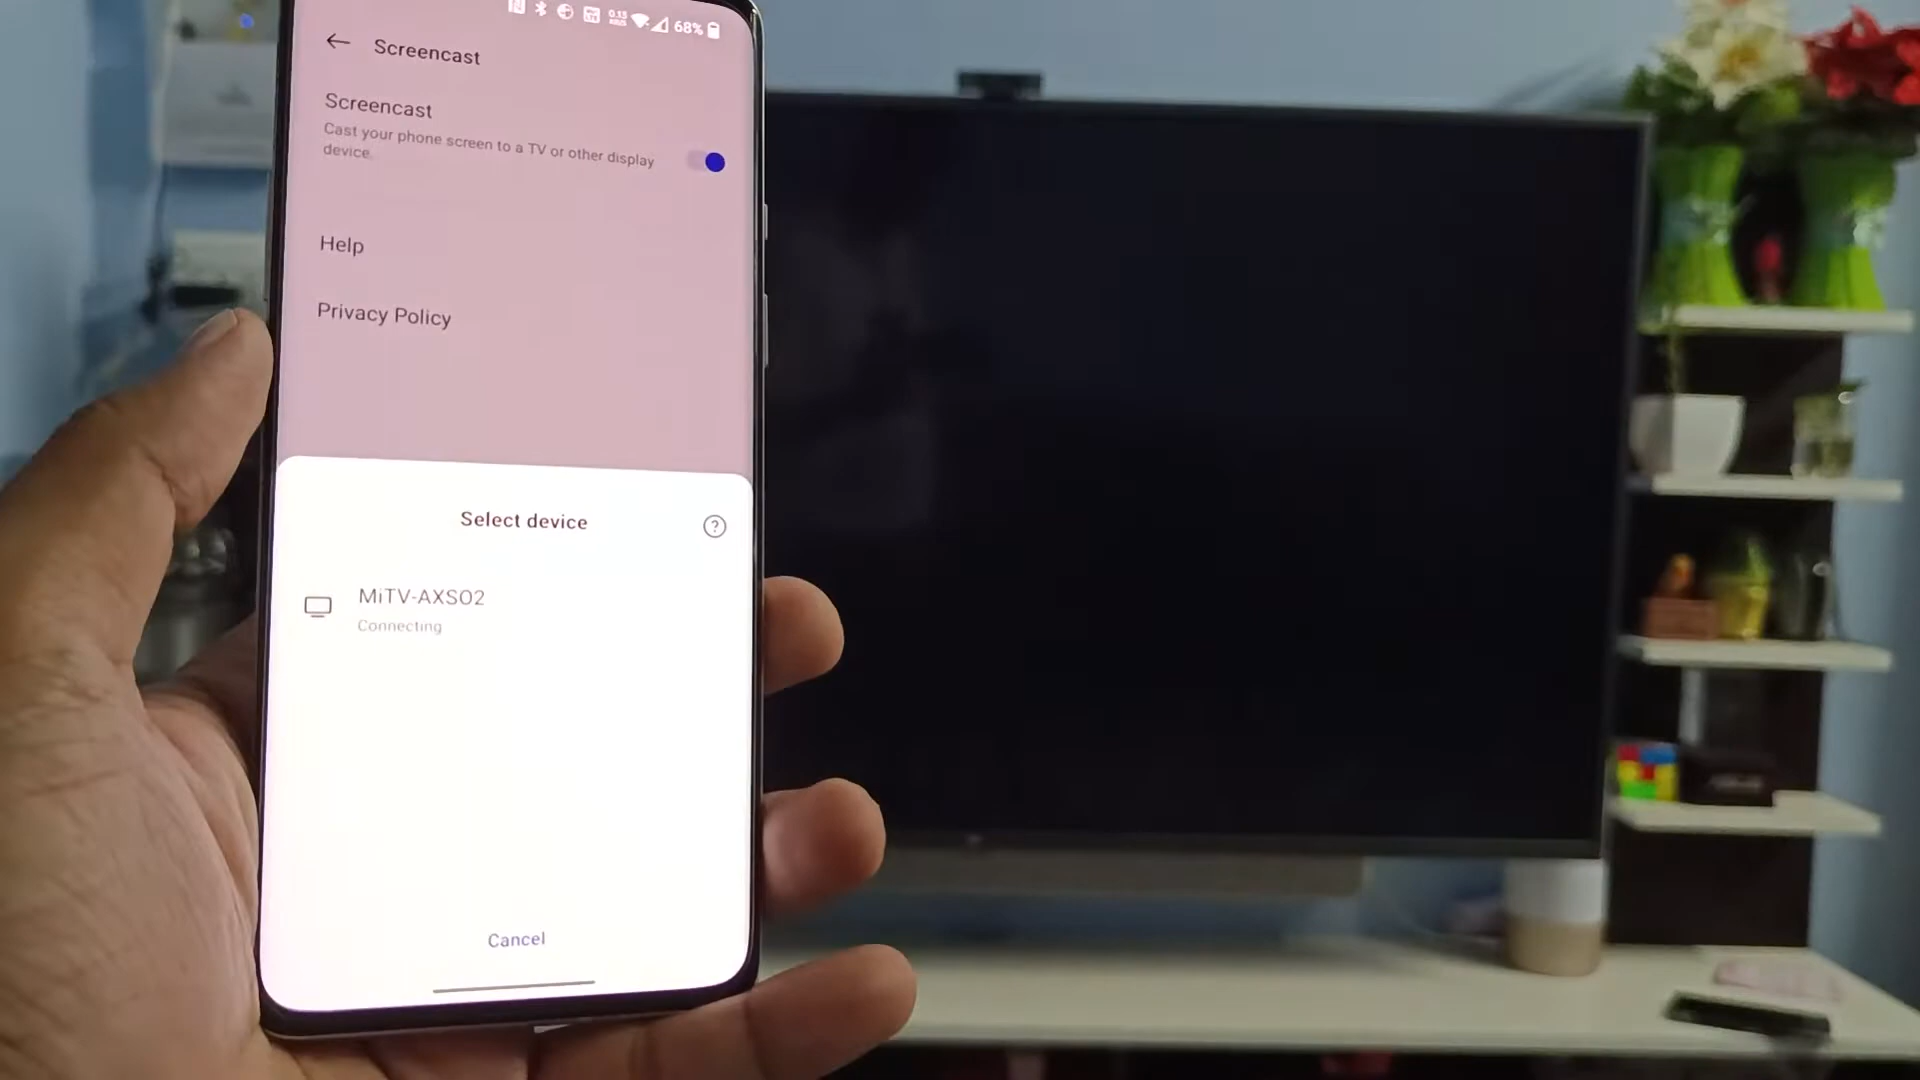 68%
Screencast
Screencast
Cast your phone screen to a TV or other display
device.
Help
Privacy Policy
Select device
MiTV-AXSO2
Connecting
Cancel